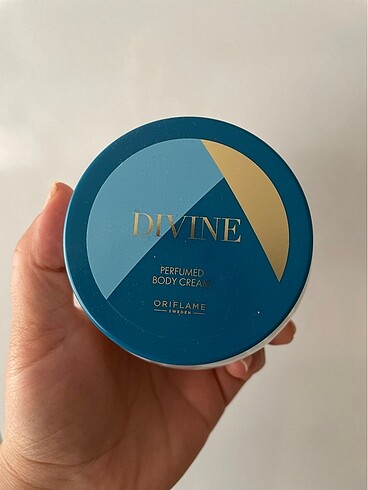 DIVINE
PERFUMED
BODY CREAM
ORIFLAME
SWEDEN